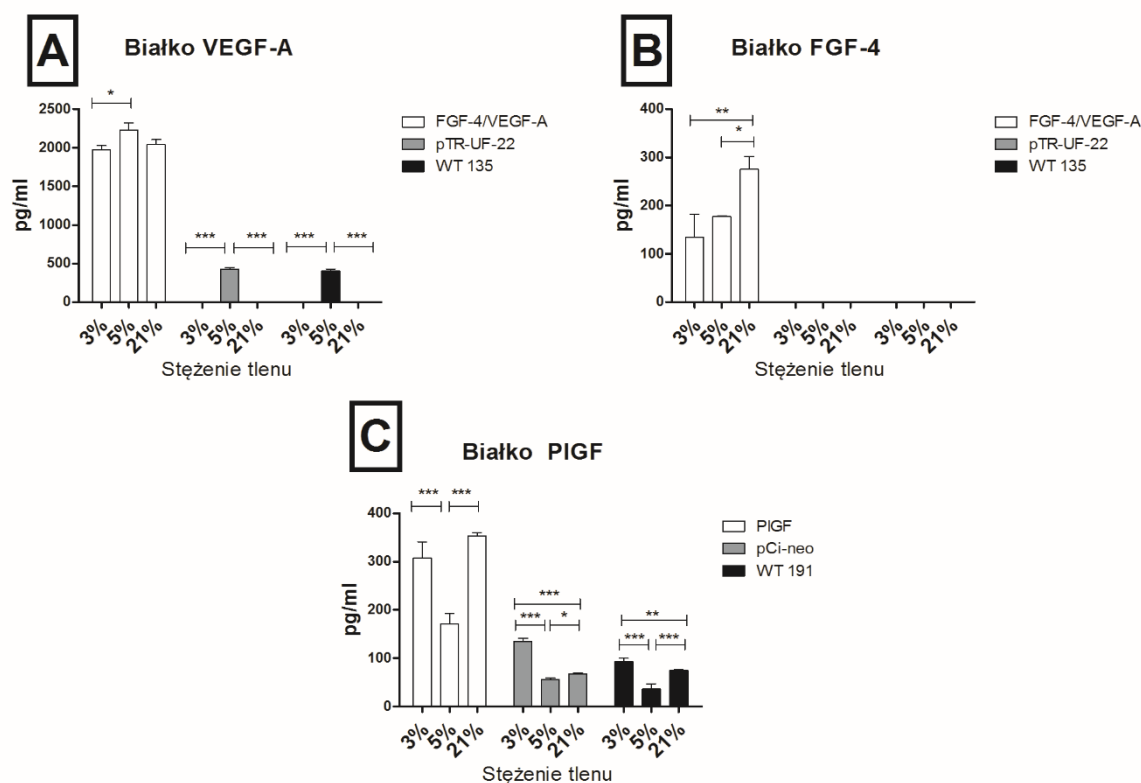 A
Białko VEGF-A
*
2500
2000
1500
1000
500
0
pg/ml
*** *** *** ***
3% 5% 21% 3% 5% 21% 3% 5% 21%
Stężenie tlenu
FGF-4/VEGF-A
pTR-UF-22
WT 135
B
Białko FGF-4
**
*
400
300
200
100
0
pg/ml
3% 5% 21% 3% 5% 21% 3% 5% 21%
Stężenie tlenu
FGF-4/VEGF-A
pTR-UF-22
WT 135
C
Białko PlGF
*** ***
400
300
200
100
0
pg/ml
***
*** *
**
*** ***
3% 5% 21% 3% 5% 21% 3% 5% 21%
Stężenie tlenu
PlGF
pCi-neo
WT 191